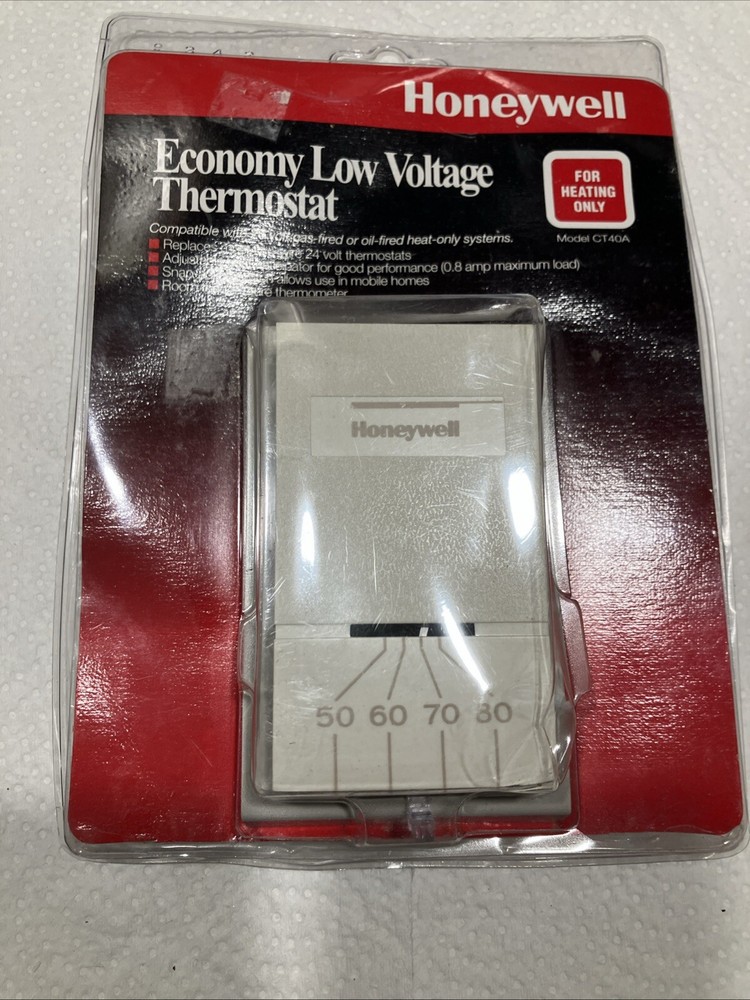 Honeywell
Economy Low Voltage
Thermostat
FOR
HEATING
ONLY
Model CT40A
Compatible gas-fired or oil-fired heat-only systems.
24 volt thermostats
for good performance (0.8 amp maximum load)
allows use in mobile homes
Room thermometer
Honeywell
50 60 70 80